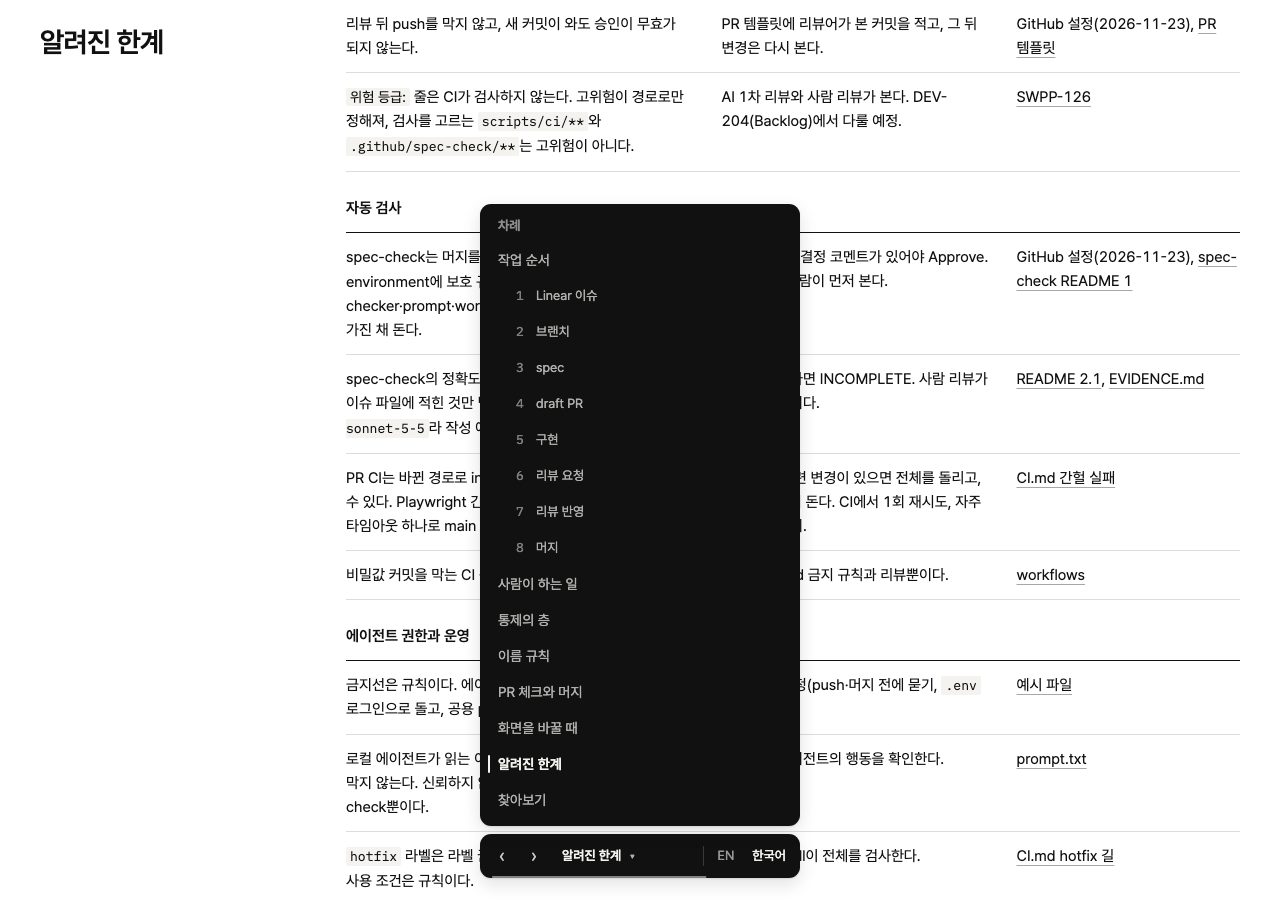 알려진 한계
리뷰 뒤 push를 막지 않고, 새 커밋이 와도 승인이 무효가
되지 않는다.
PR 템플릿에 리뷰어가 본 커밋을 적고, 그 뒤
변경은 다시 본다.
GitHub 설정(2026-11-23), PR
템플릿
위험 등급: 줄은 CI가 검사하지 않는다. 고위험이 경로로만
정해져, 검사를 고르는 scripts/ci/** 와
.github/spec-check/** 는 고위험이 아니다.
AI 1차 리뷰와 사람 리뷰가 본다. DEV-
204(Backlog)에서 다룰 예정.
SWPP-126
자동 검사
spec-check는 머지를
environment에 보호
checker·prompt·wor
가진 채 돈다.
결정 코멘트가 있어야 Approve.
람이 먼저 본다.
GitHub 설정(2026-11-23), spec-
check README 1
spec-check의 정확도
이슈 파일에 적힌 것만
sonnet-5-5 라 작성
면 INCOMPLETE. 사람 리뷰가
다.
README 2.1, EVIDENCE.md
PR CI는 바뀐 경로로 in
수 있다. Playwright 간
타임아웃 하나로 main
변경이 있으면 전체를 돌리고,
돈다. CI에서 1회 재시도, 자주
CI.md 간헐 실패
비밀값 커밋을 막는 CI
금지 규칙과 리뷰뿐이다.
workflows
에이전트 권한과 운영
금지선은 규칙이다. 에이
로그인으로 돌고, 공용
정(push·머지 전에 묻기, .env
예시 파일
로컬 에이전트가 읽는
막지 않는다. 신뢰하지
check뿐이다.
전트의 행동을 확인한다.
prompt.txt
hotfix 라벨은 라벨
사용 조건은 규칙이다.
이 전체를 검사한다.
CI.md hotfix 길
차례
작업 순서
1 Linear 이슈
2 브랜치
3 spec
4 draft PR
5 구현
6 리뷰 요청
7 리뷰 반영
8 머지
사람이 하는 일
통제의 층
이름 규칙
PR 체크와 머지
화면을 바꿀 때
알려진 한계
찾아보기
‹ › 알려진 한계 ▾ EN 한국어